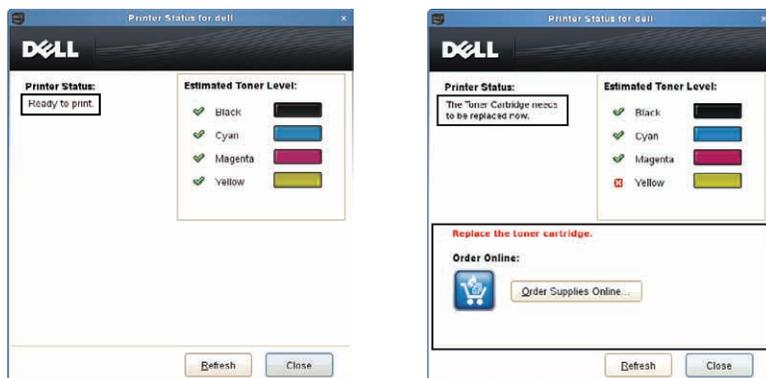 Printer Status for dell
DELL
Printer Status:
Ready to print.
Estimated Toner Level:
Black
Cyan
Magenta
Yellow
Refresh
Close
Printer Status for dell
DELL
Printer Status:
The Toner Cartridge needs
to be replaced now.
Estimated Toner Level:
Black
Cyan
Magenta
Yellow
Replace the toner cartridge.
Order Online:
Order Supplies Online...
Refresh
Close